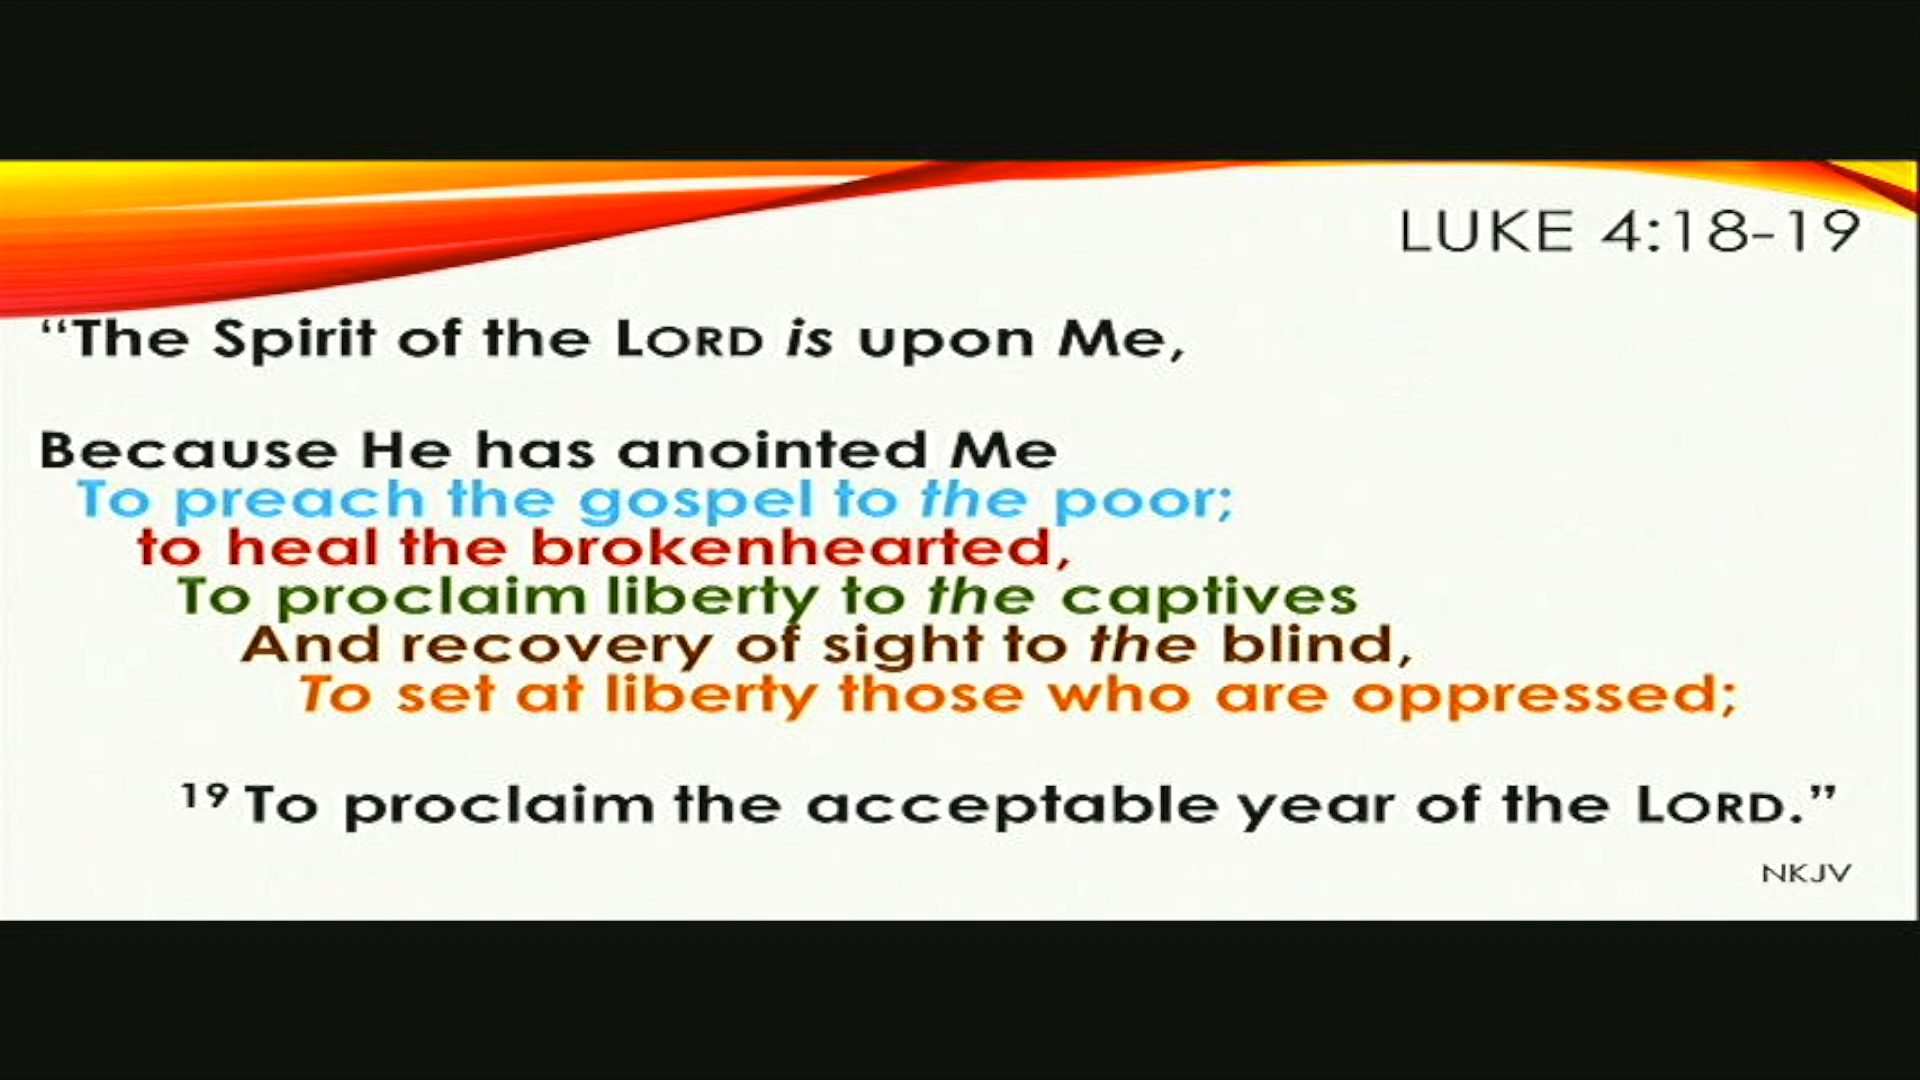 LUKE 4:18-19
“The Spirit of the LORD is upon Me,
Because He has anointed Me
To preach the gospel to the poor;
to heal the brokenhearted,
To proclaim liberty to the captives
And recovery of sight to the blind,
To set at liberty those who are oppressed;
19 To proclaim the acceptable year of the LORD.”
NKJV